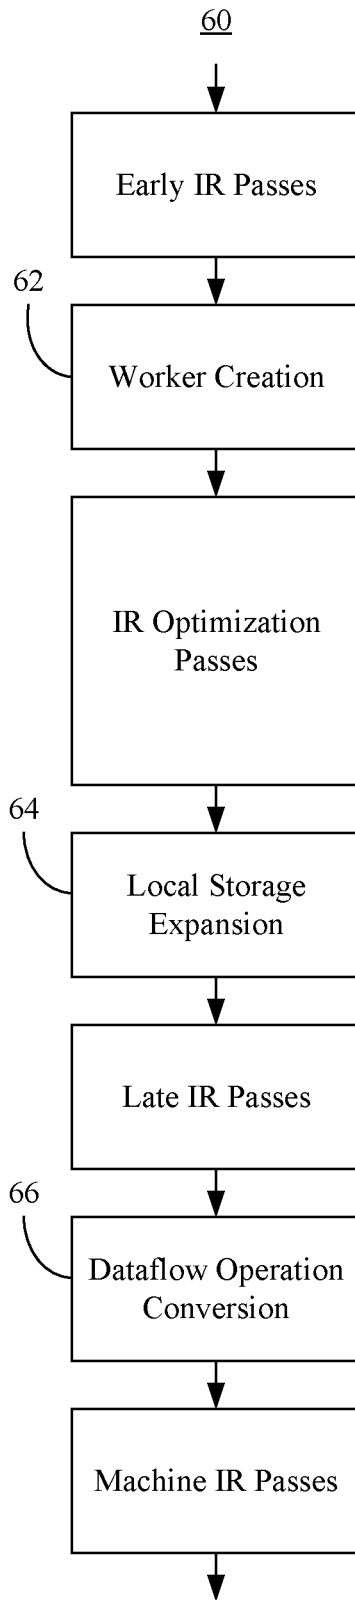 60
Early IR Passes
62
Worker Creation
IR Optimization
Passes
64
Local Storage
Expansion
Late IR Passes
66
Dataflow Operation
Conversion
Machine IR Passes